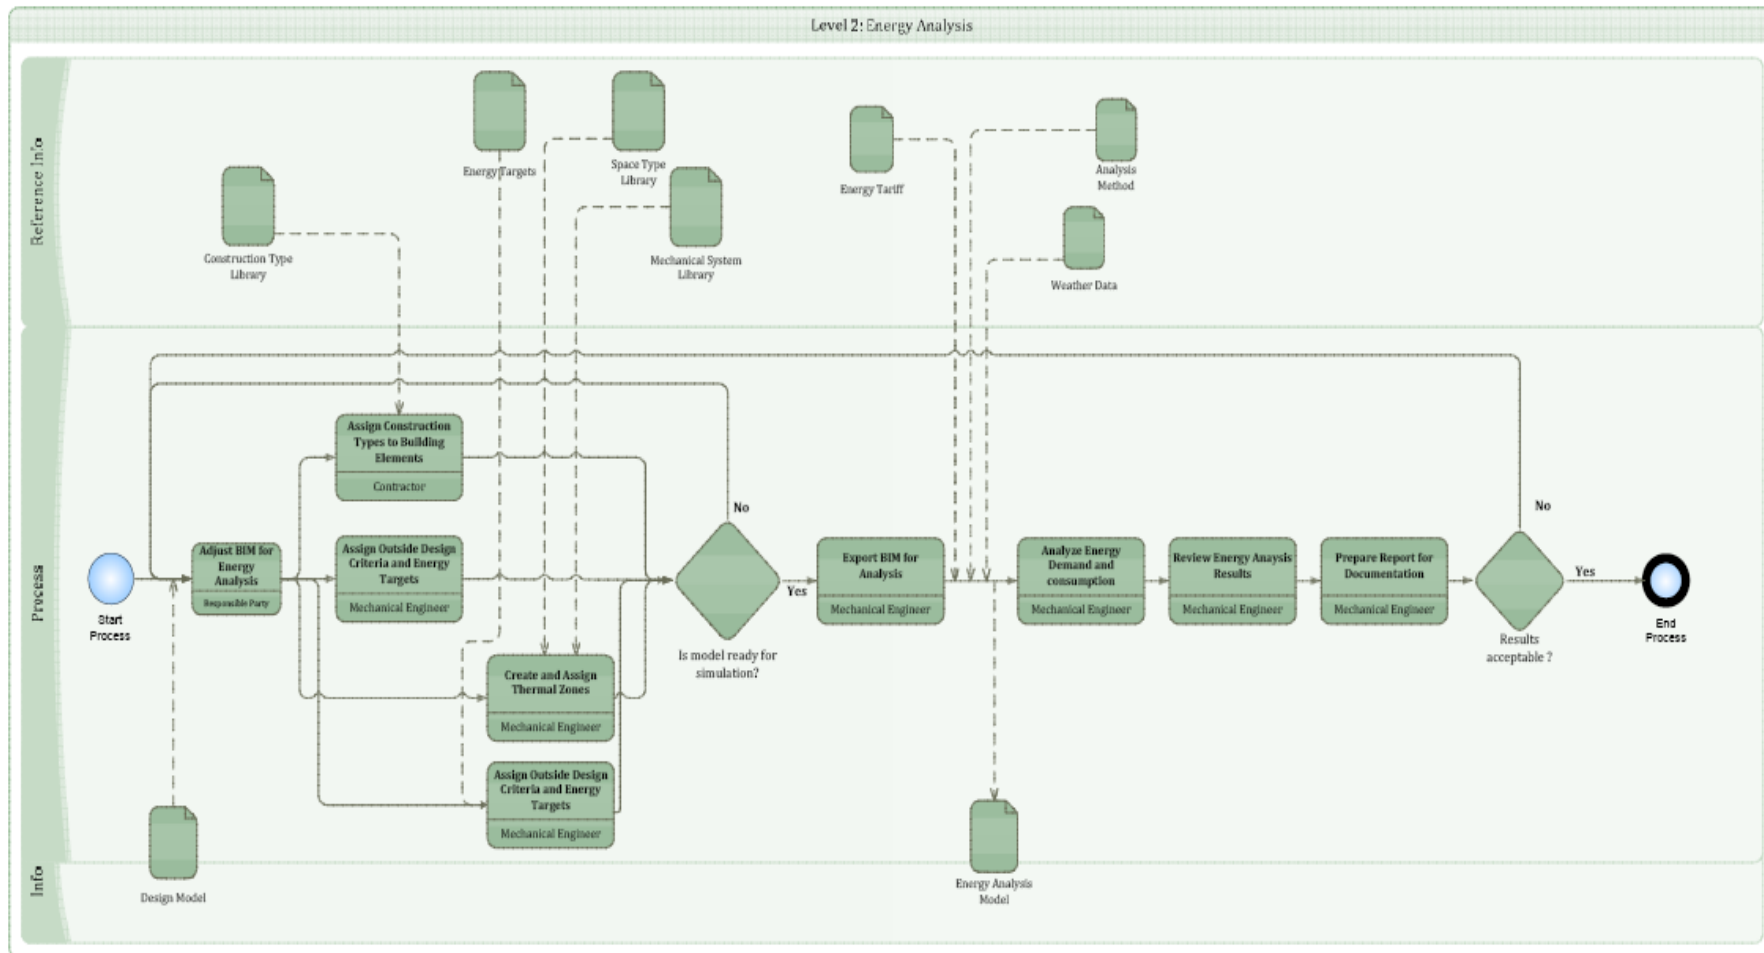 Level 2: Energy Analysis
Reference Info
Energy Targets
Space Type
Library
Construction Type
Library
Mechanical System
Library
Energy Tariff
Analysis
Method
Weather Data
Process
Start
Process
Adjust BIM for
Energy
Analysis
Responsible Party
Assign Construction
Types to Building
Elements
Contractor
Assign Outside Design
Criteria and Energy
Targets
Mechanical Engineer
Create and Assign
Thermal Zones
Mechanical Engineer
Assign Outside Design
Criteria and Energy
Targets
Mechanical Engineer
No
Yes
Is model ready for
simulation?
Export BIM for
Analysis
Mechanical Engineer
Analyze Energy
Demand and
consumption
Mechanical Engineer
Review Energy Anaysis
Results
Mechanical Engineer
Prepare Report for
Documentation
Mechanical Engineer
No
Yes
Results
acceptable ?
End
Process
Info
Design Model
Energy Analysis
Model